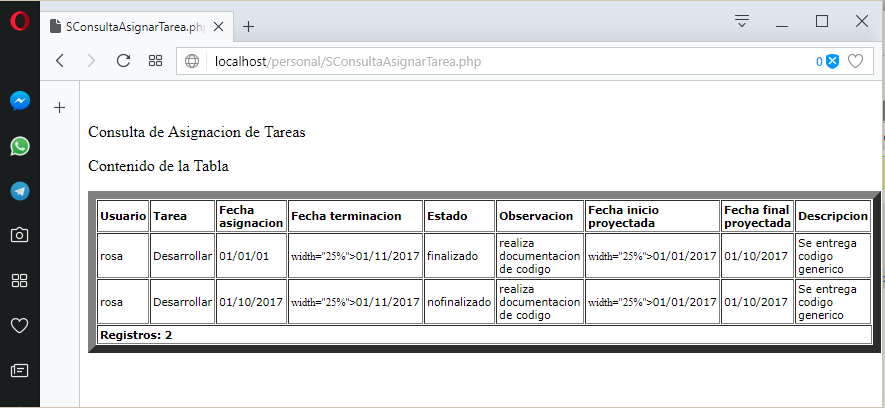 SConsultaAsignarTarea.php
localhost/personal/SConsultaAsignarTarea.php
0
Consulta de Asignacion de Tareas
Contenido de la Tabla
Usuario Tarea Fecha asignacion Fecha terminacion Estado Observacion Fecha inicio proyectada Fecha final proyectada Descripcion
rosa Desarrollar 01/01/01 width="25%">01/11/2017 finalizado realiza documentacion de codigo width="25%">01/01/2017 01/10/2017 Se entrega codigo generico
rosa Desarrollar 01/10/2017 width="25%">01/11/2017 nofinalizado realiza documentacion de codigo width="25%">01/01/2017 01/10/2017 Se entrega codigo generico
Registros: 2